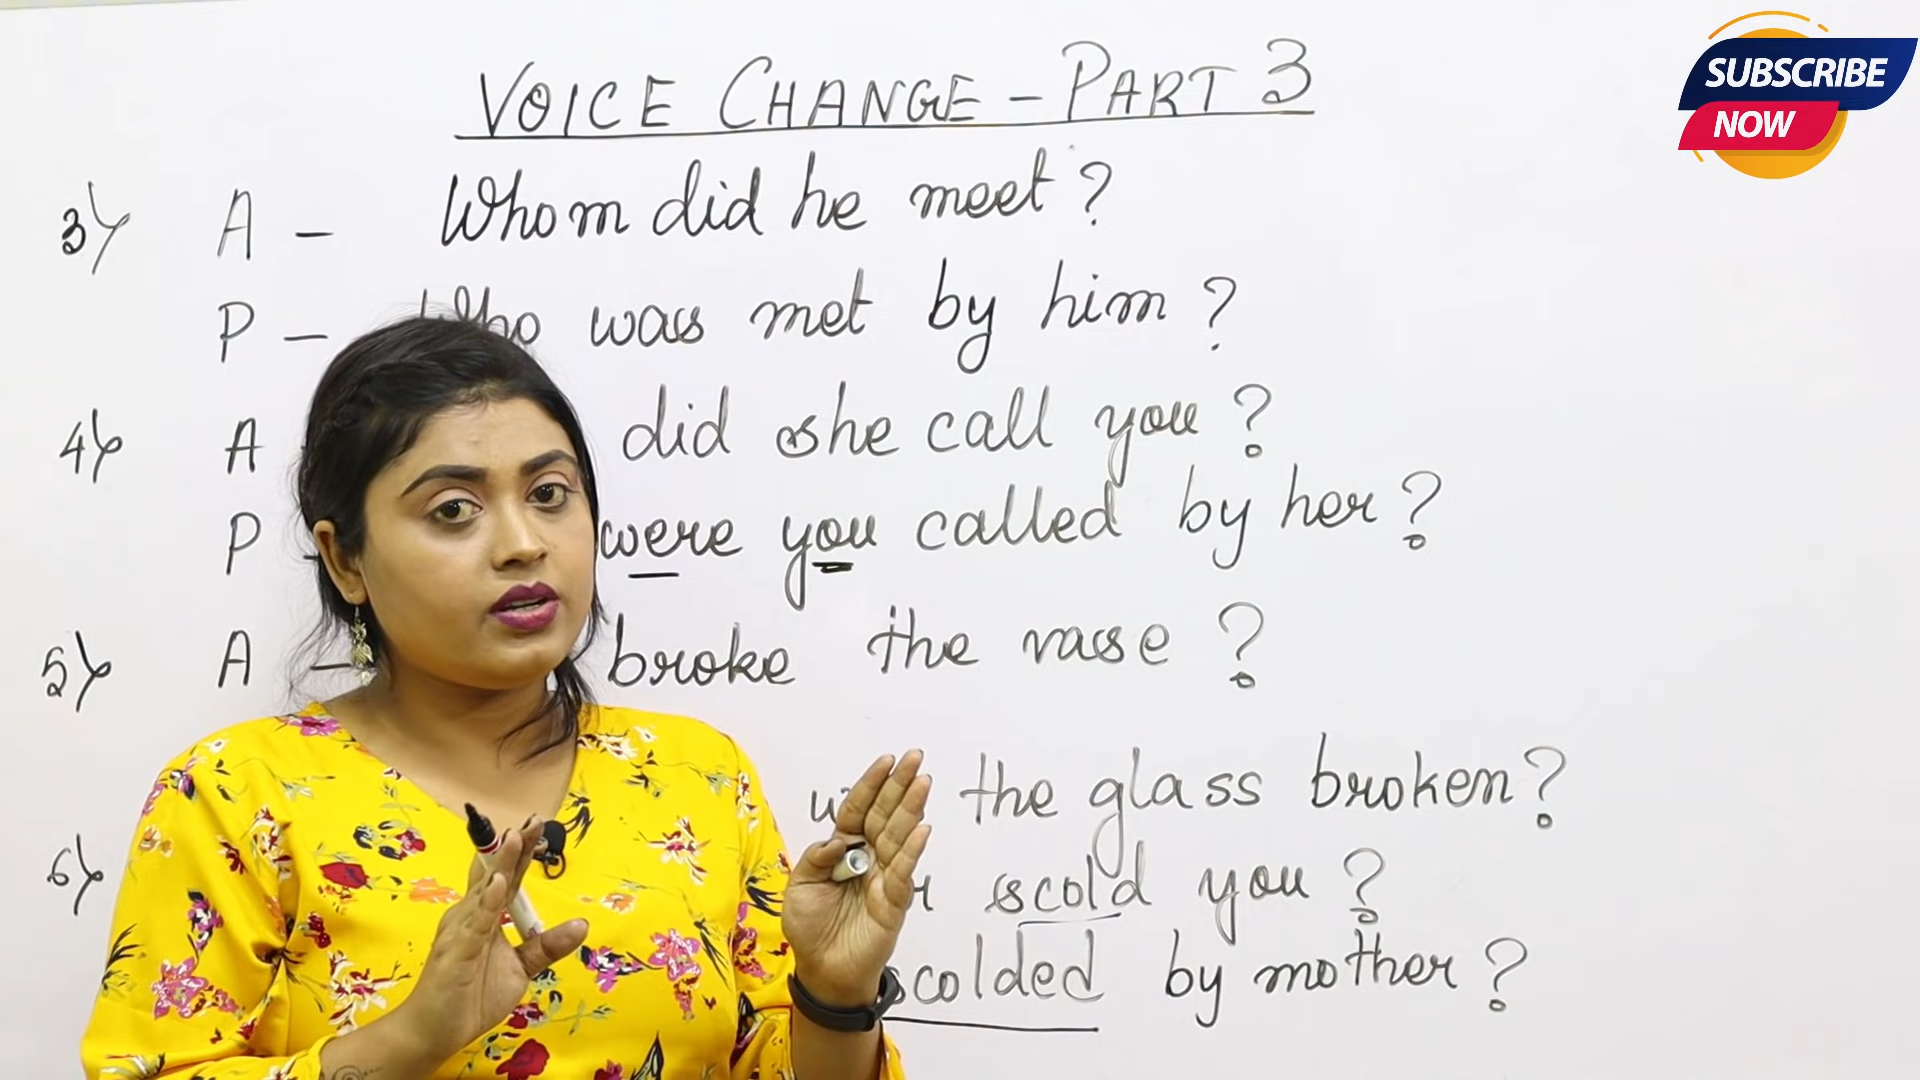 VOICE CHANGE - PART 3
SUBSCRIBE
NOW
3) A - Whom did he meet?
P - Who was met by him?
4) A did she call you?
P - were you called by her?
5) A - broke the vase?
the glass broken?
6) scold you?
scolded by mother?